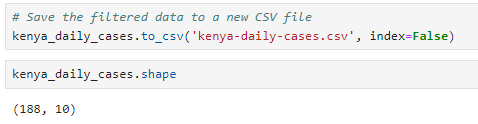 # Save the filtered data to a new CSV file
kenya_daily_cases.to_csv('kenya-daily-cases.csv', index=False)
kenya_daily_cases.shape
(188, 10)